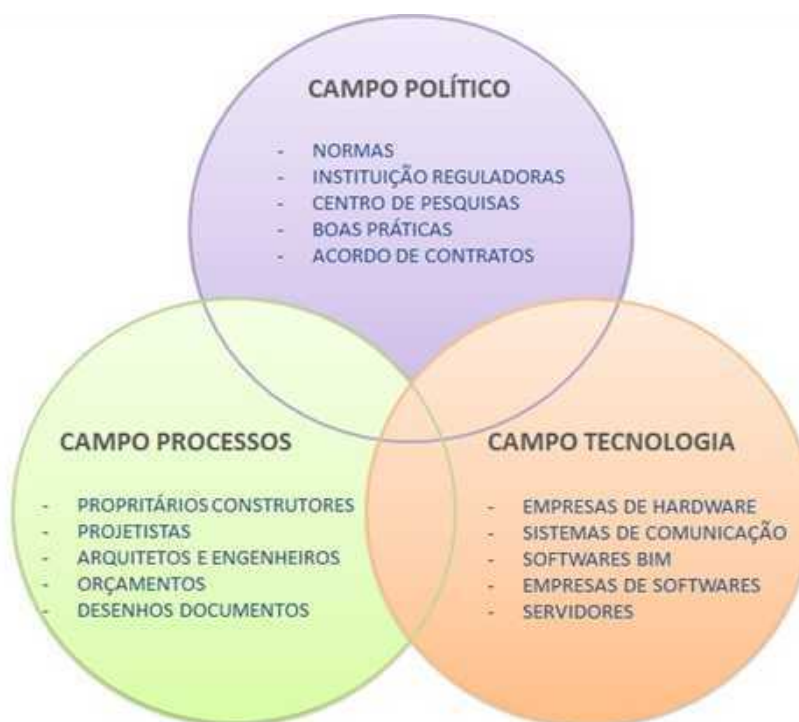 CAMPO POLÍTICO
- NORMAS
- INSTITUIÇÃO REGULADORAS
- CENTRO DE PESQUISAS
- BOAS PRÁTICAS
- ACORDO DE CONTRATOS
CAMPO PROCESSOS
- PROPRITÁRIOS CONSTRUTORES
- PROJETISTAS
- ARQUITETOS E ENGENHEIROS
- ORÇAMENTOS
- DESENHOS DOCUMENTOS
CAMPO TECNOLOGIA
- EMPRESAS DE HARDWARE
- SISTEMAS DE COMUNICAÇÃO
- SOFTWARES BIM
- EMPRESAS DE SOFTWARES
- SERVIDORES